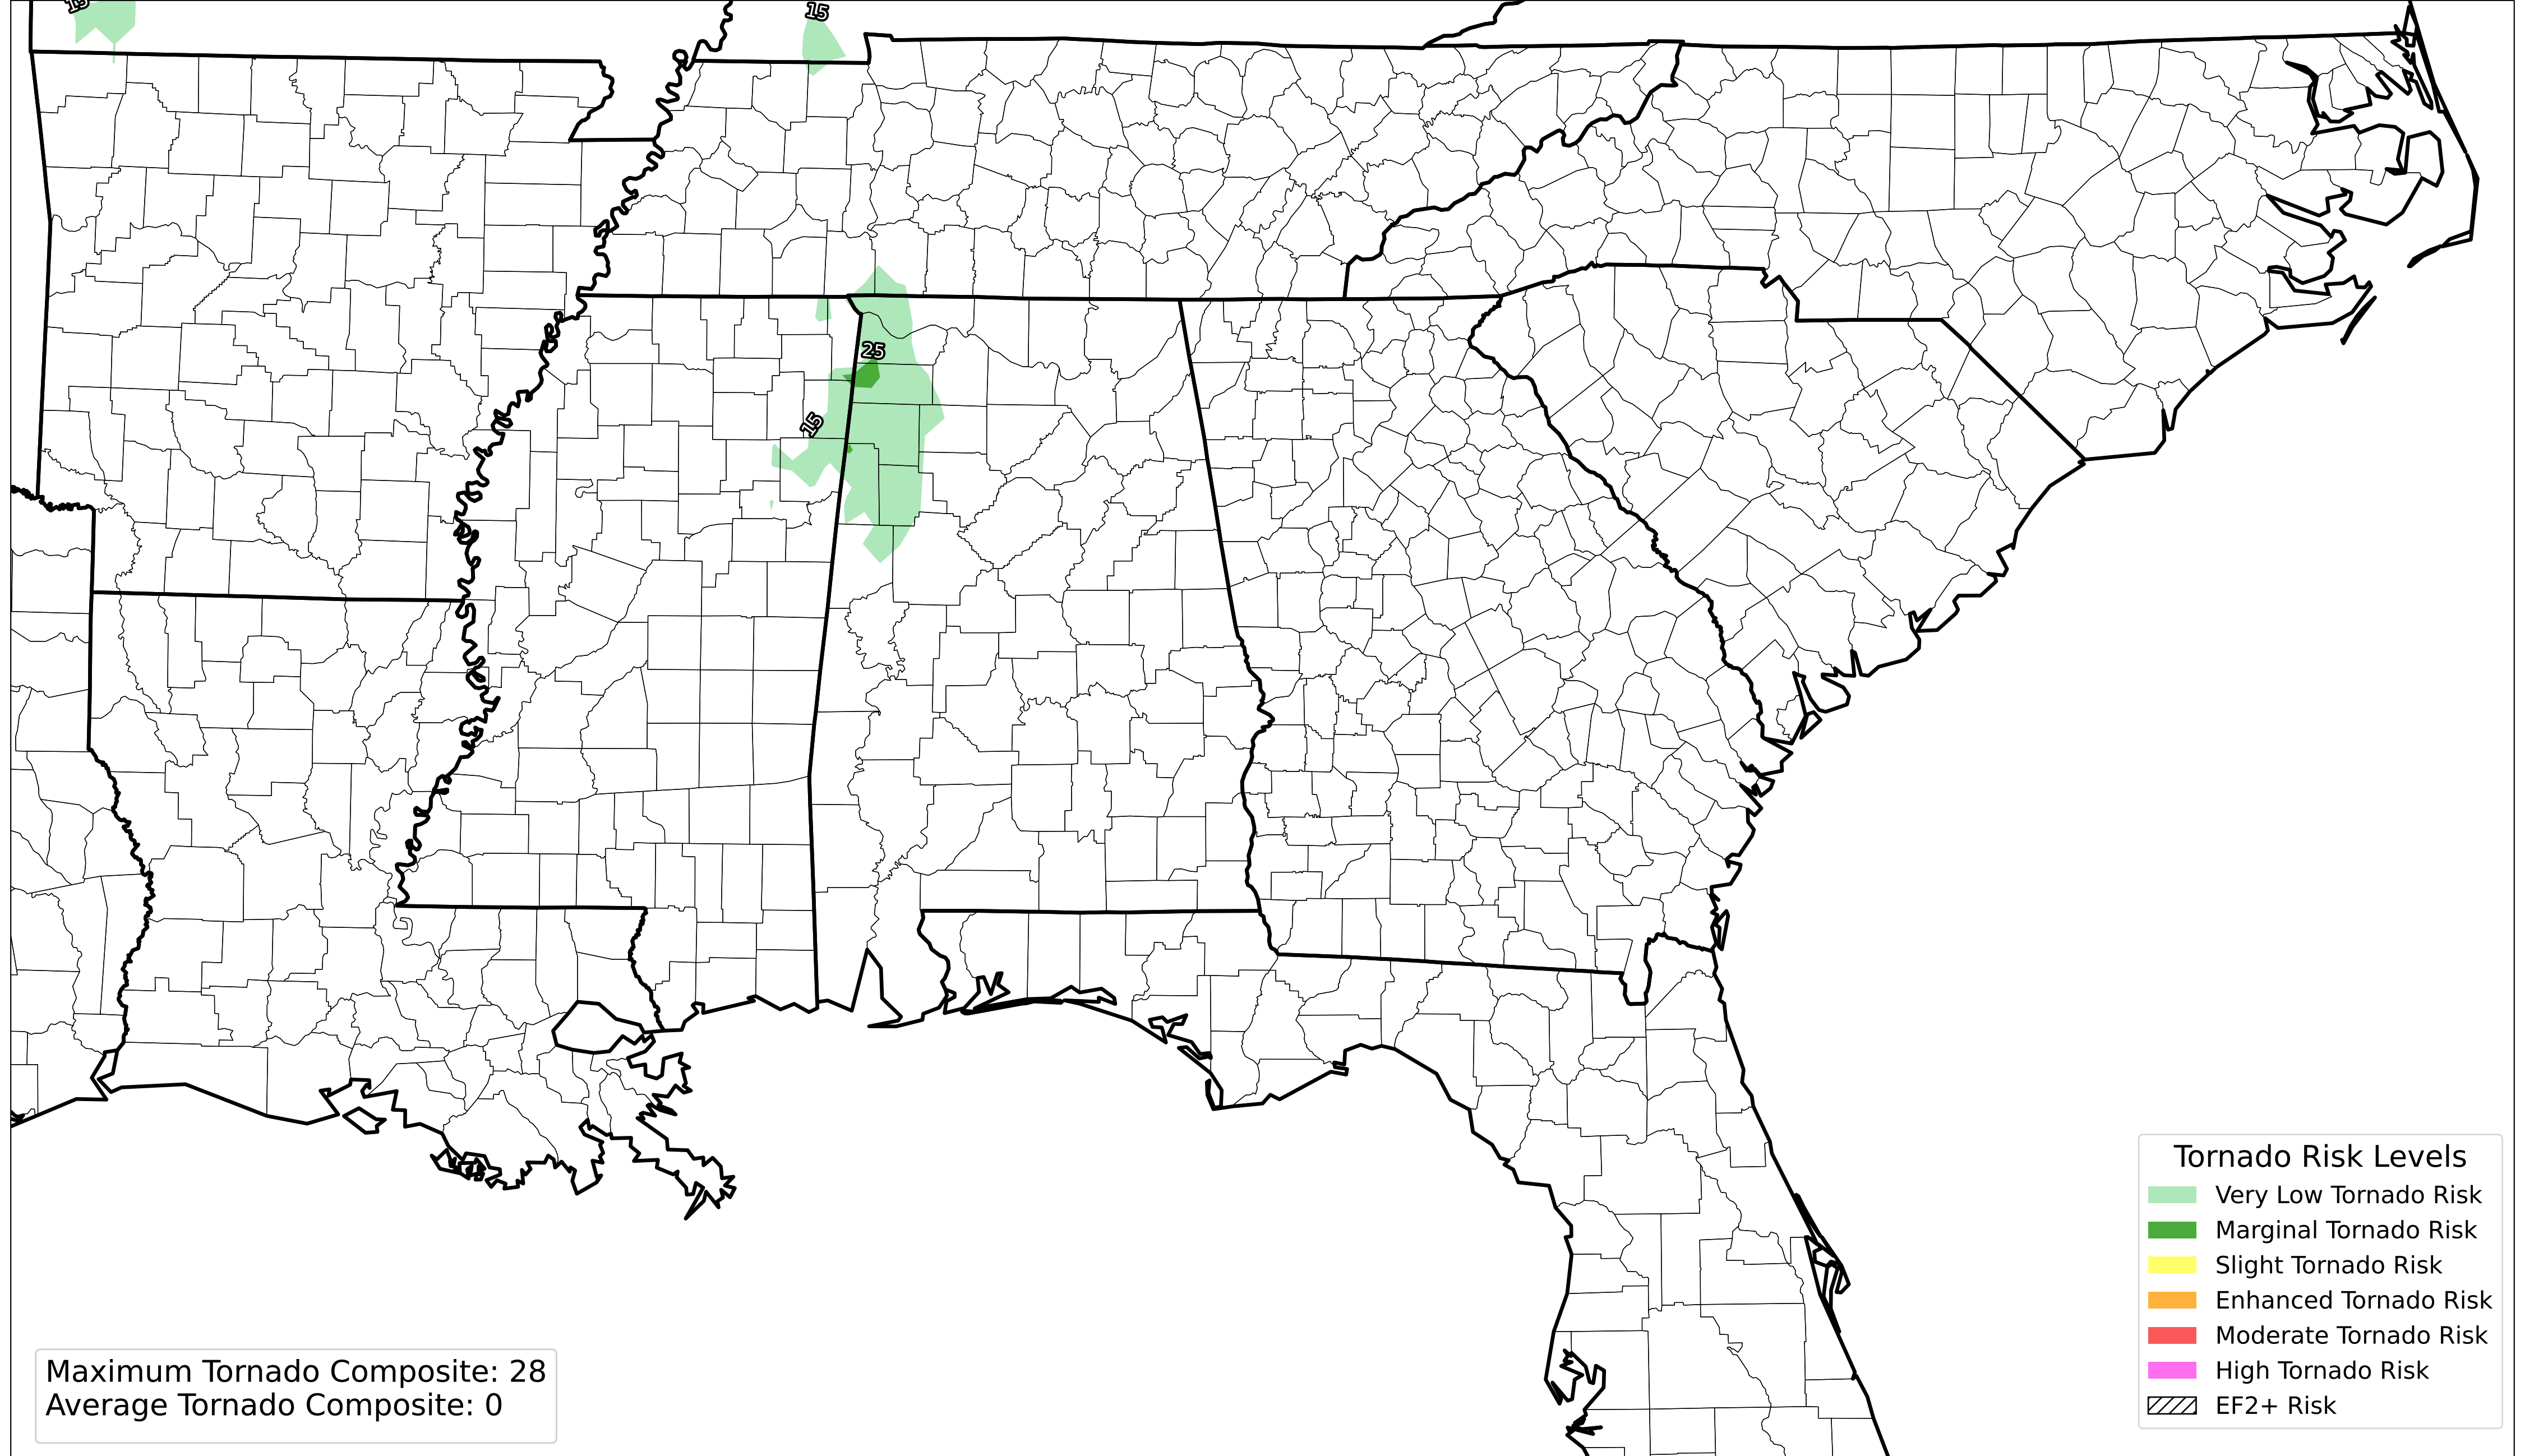 15
15
25
15
Tornado Risk Levels
Very Low Tornado Risk
Marginal Tornado Risk
Slight Tornado Risk
Enhanced Tornado Risk
Moderate Tornado Risk
High Tornado Risk
EF2+ Risk
Maximum Tornado Composite: 28
Average Tornado Composite: 0